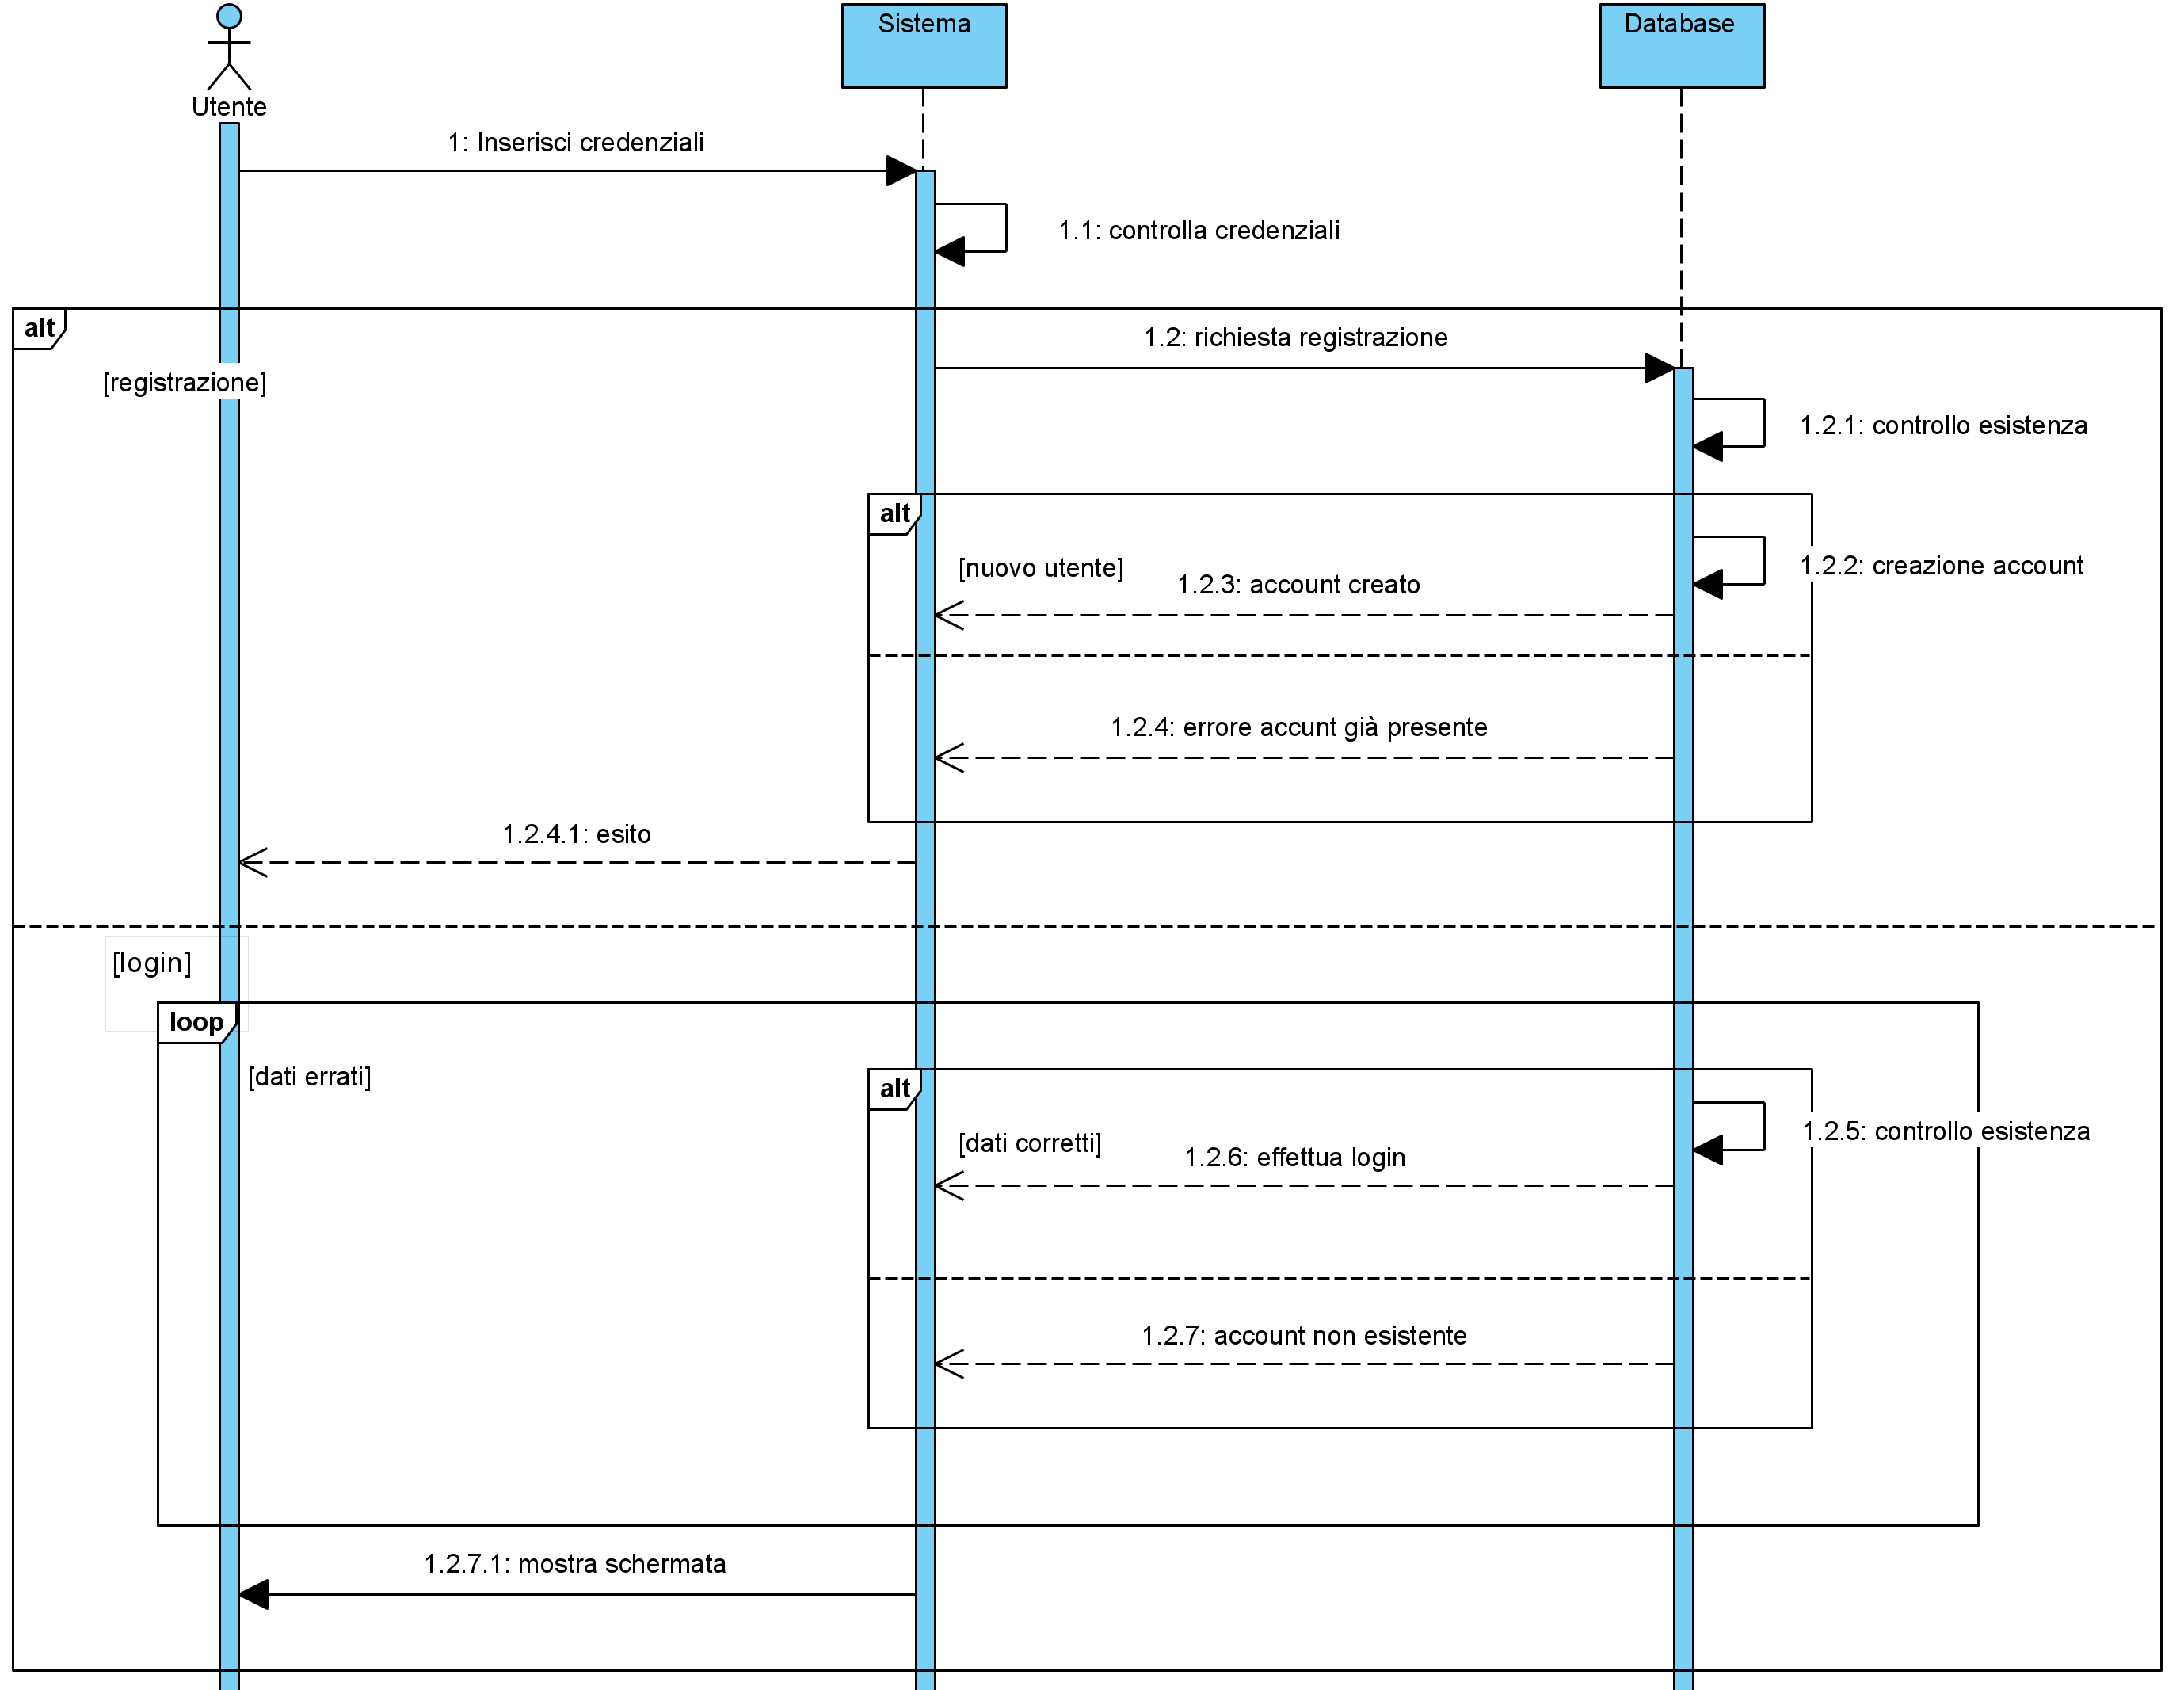 Utente
Sistema
Database
1: Inserisci credenziali
1.1: controlla credenziali
alt
1.2: richiesta registrazione
[registrazione]
1.2.1: controllo esistenza
alt
1.2.2: creazione account
[nuovo utente]
1.2.3: account creato
1.2.4: errore accunt già presente
1.2.4.1: esito
[login]
loop
[dati errati]
alt
1.2.5: controllo esistenza
[dati corretti]
1.2.6: effettua login
1.2.7: account non esistente
1.2.7.1: mostra schermata